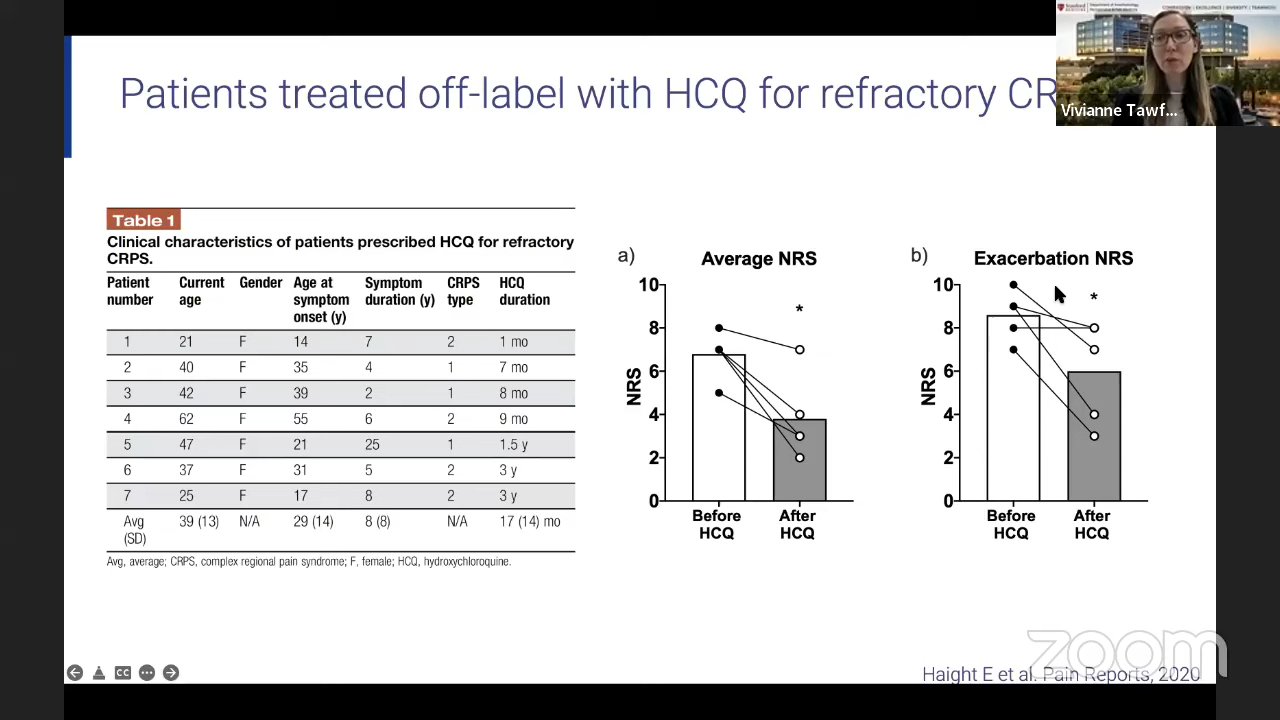 Patients treated off-label with HCQ for refractory CR
COMPASSION | EXCELLENCE | DIVERSITY | TEAMWORK
Vivianne Tawf...
Table 1
Clinical characteristics of patients prescribed HCQ for refractory
CRPS.
Patient number Current age Gender Age at symptom onset (y) Symptom duration (y) CRPS type HCQ duration
1 21 F 14 7 2 1 mo
2 40 F 35 4 1 7 mo
3 42 F 39 2 1 8 mo
4 62 F 55 6 2 9 mo
5 47 F 21 25 1 1.5 y
6 37 F 31 5 2 3 y
7 25 F 17 8 2 3 y
Avg (SD) 39 (13) N/A 29 (14) 8 (8) N/A 17 (14) mo
Avg, average; CRPS, complex regional pain syndrome; F, female; HCQ, hydroxychloroquine.
a) Average NRS
NRS
10
8
6
4
2
0
*
Before HCQ
After HCQ
b) Exacerbation NRS
NRS
10
8
6
4
2
0
*
Before HCQ
After HCQ
CC
zoom
Haight E et al. Pain Reports, 2020